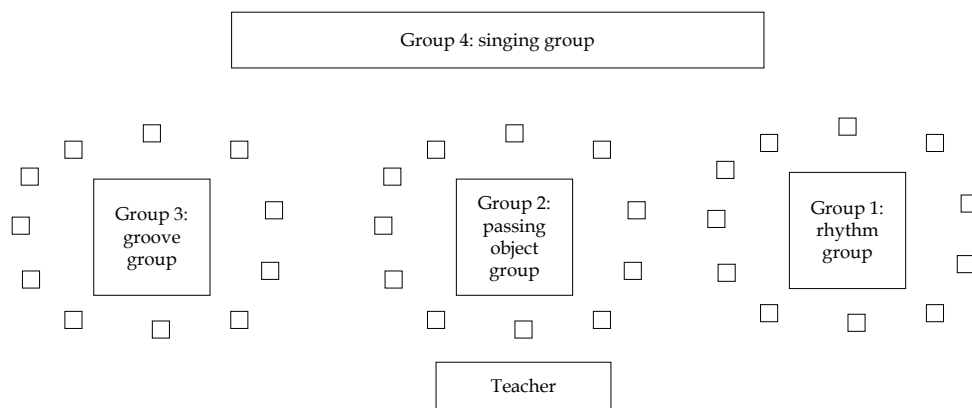 Group 4: singing group
Group 3:
groove
group
Group 2:
passing
object
group
Group 1:
rhythm
group
Teacher